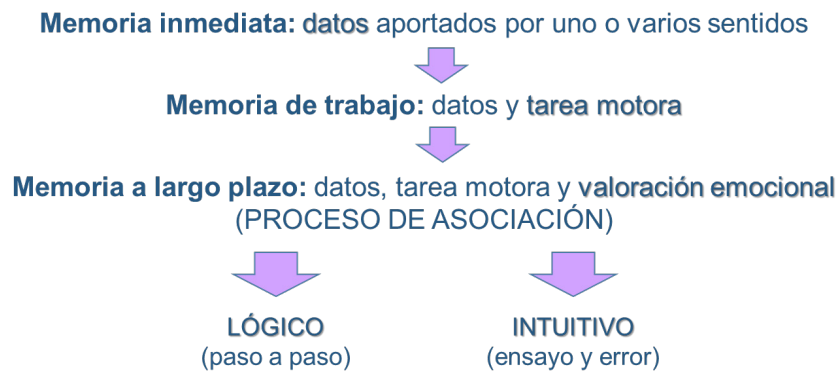 Memoria inmediata: datos aportados por uno o varios sentidos
Memoria de trabajo: datos y tarea motora
Memoria a largo plazo: datos, tarea motora y valoración emocional
(PROCESO DE ASOCIACIÓN)
LÓGICO
(paso a paso)
INTUITIVO
(ensayo y error)